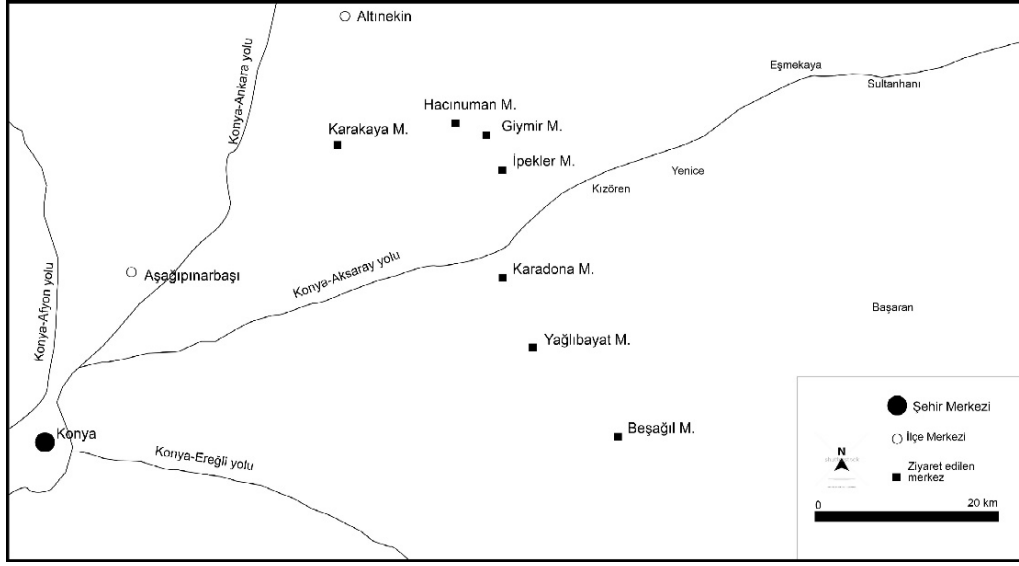 Altınekin
Konya-Ankara yolu
Eşmekaya
Sultanhanı
Hacınuman M.
Giymir M.
Karakaya M.
İpekler M.
Yenice
Kızören
Aşağıpınarbaşı
Konya-Aksaray yolu
Karadona M.
Konya-Afyon yolu
Başaran
Yağlıbayat M.
Beşağıl M.
Konya
Konya-Ereğli yolu
Şehir Merkezi
İlçe Merkezi
N
Ziyaret edilen
merkez
0 20 km